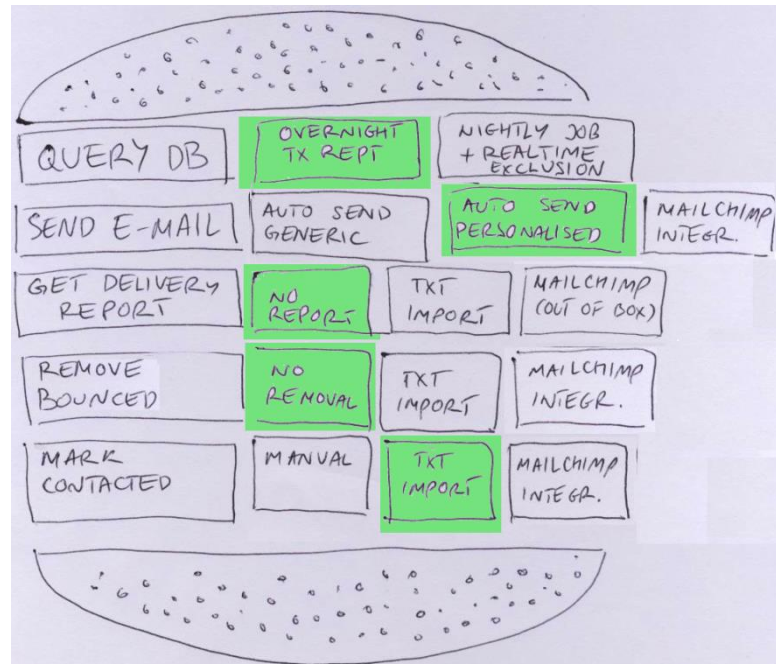 QUERY DB
OVERNIGHT
TX REPT
NIGHTLY JOB
+ REALTIME
EXCLUSION
SEND E-MAIL
AUTO SEND
GENERIC
AUTO SEND
PERSONALISED
MAILCHIMP
INTEGR.
GET DELIVERY
REPORT
NO
REPORT
TXT
IMPORT
MAILCHIMP
(OUT OF BOX)
REMOVE
BOUNCED
NO
REMOVAL
TXT
IMPORT
MAILCHIMP
INTEGR.
MARK
CONTACTED
MANUAL
TXT
IMPORT
MAILCHIMP
INTEGR.